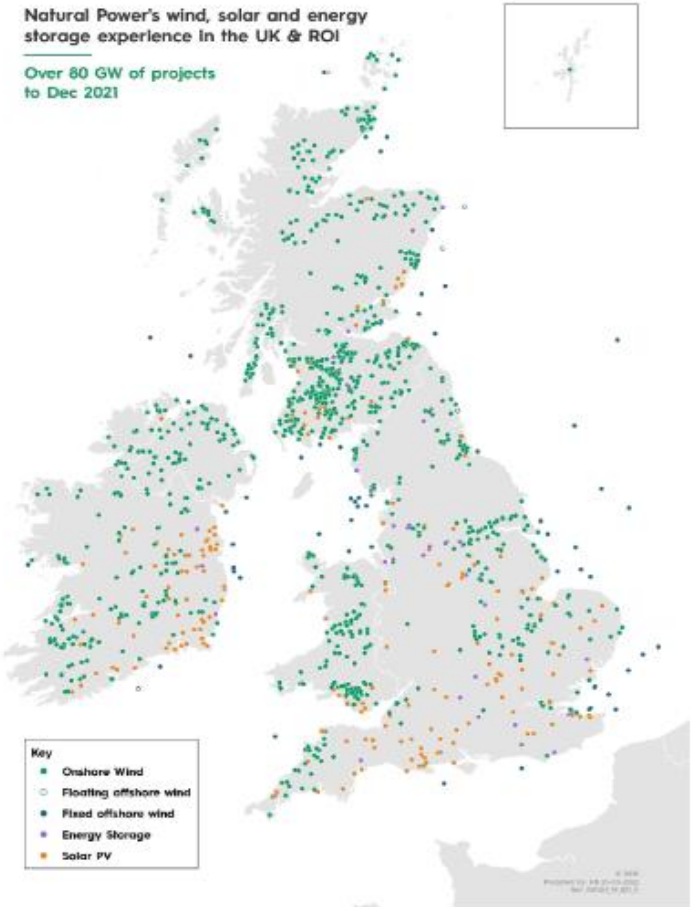 Natural Power's wind, solar and energy
storage experience in the UK & ROI
Over 80 GW of projects
to Dec 2021
Key
Onshore Wind
Floating offshore wind
Fixed offshore wind
Energy Storage
Solar PV